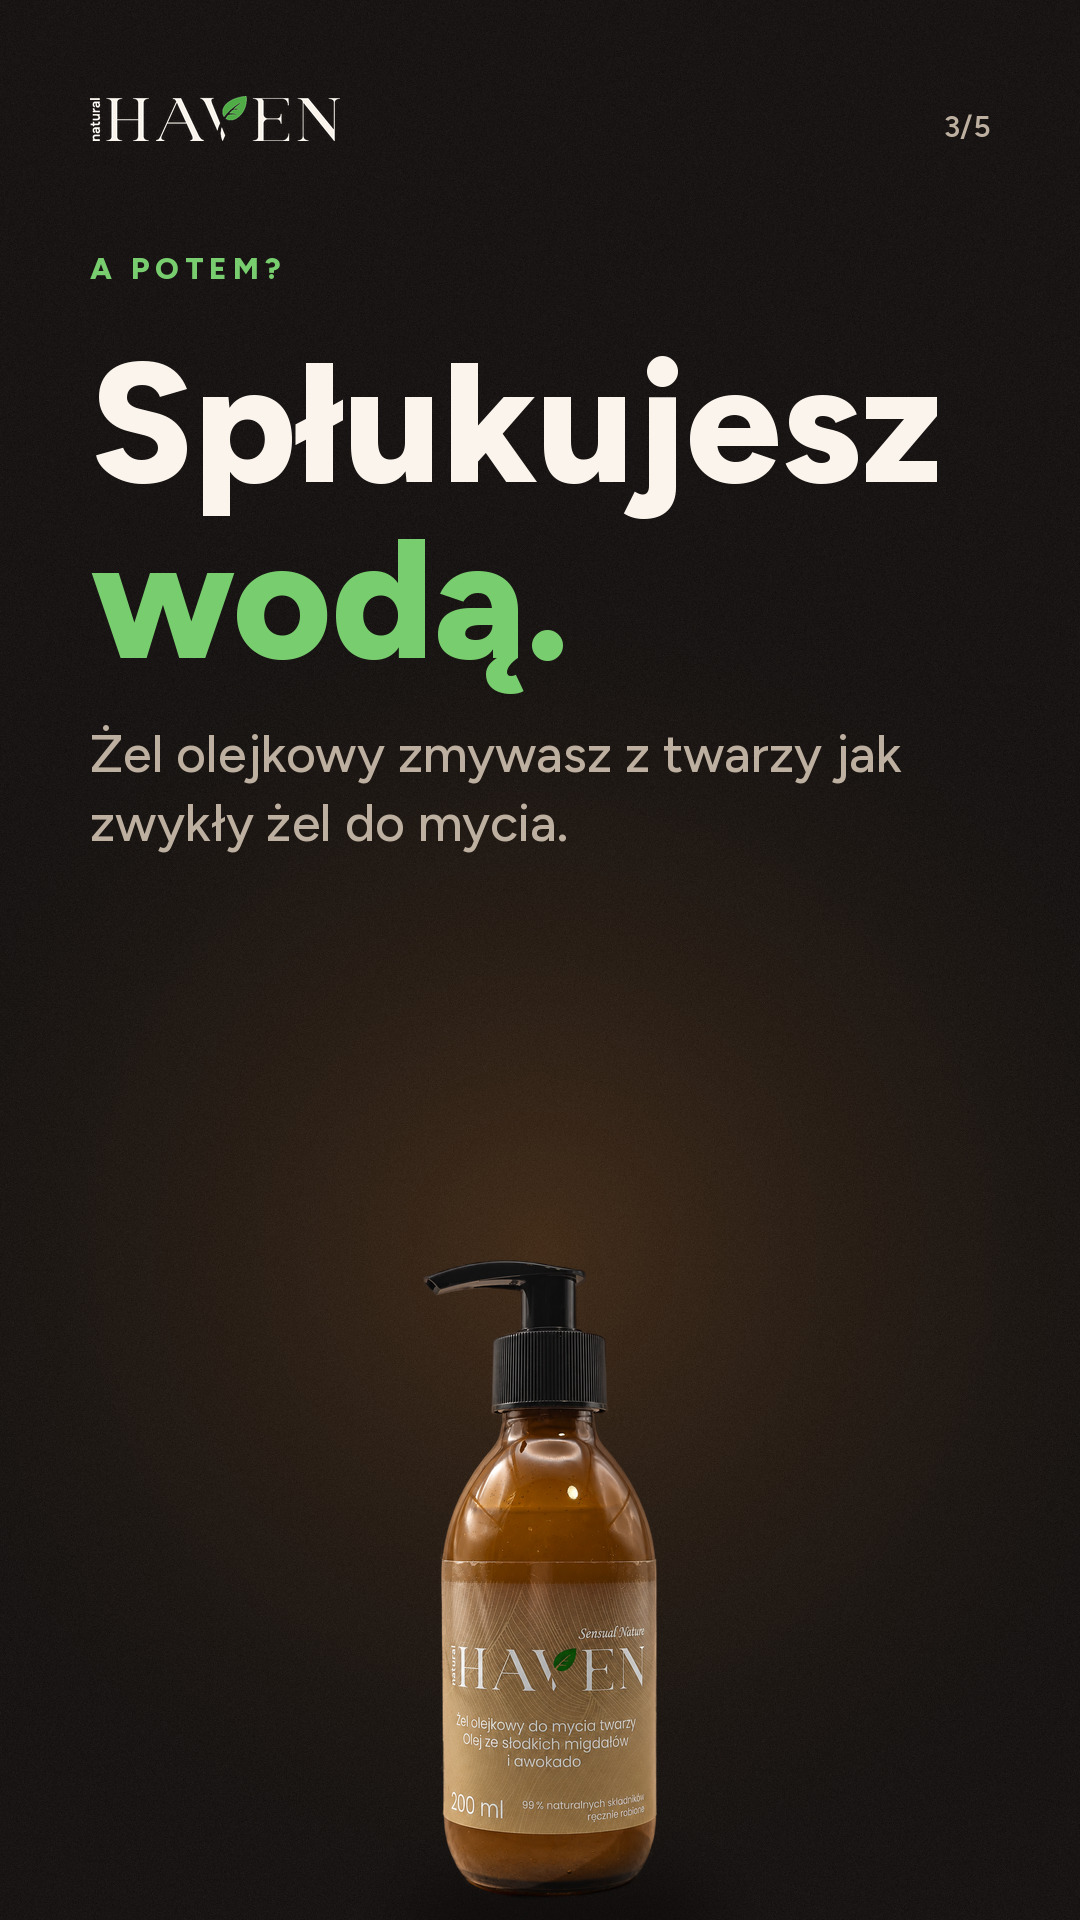 natural HAVEN
3/5
A POTEM?
Spłukujesz
wodą.
Żel olejkowy zmywasz z twarzy jak
zwykły żel do mycia.
Sensual Nature
natural HAVEN
Żel olejkowy do mycia twarzy
Olej ze słodkich migdałów
i awokado
200 ml
99% naturalnych składników
ręcznie robione